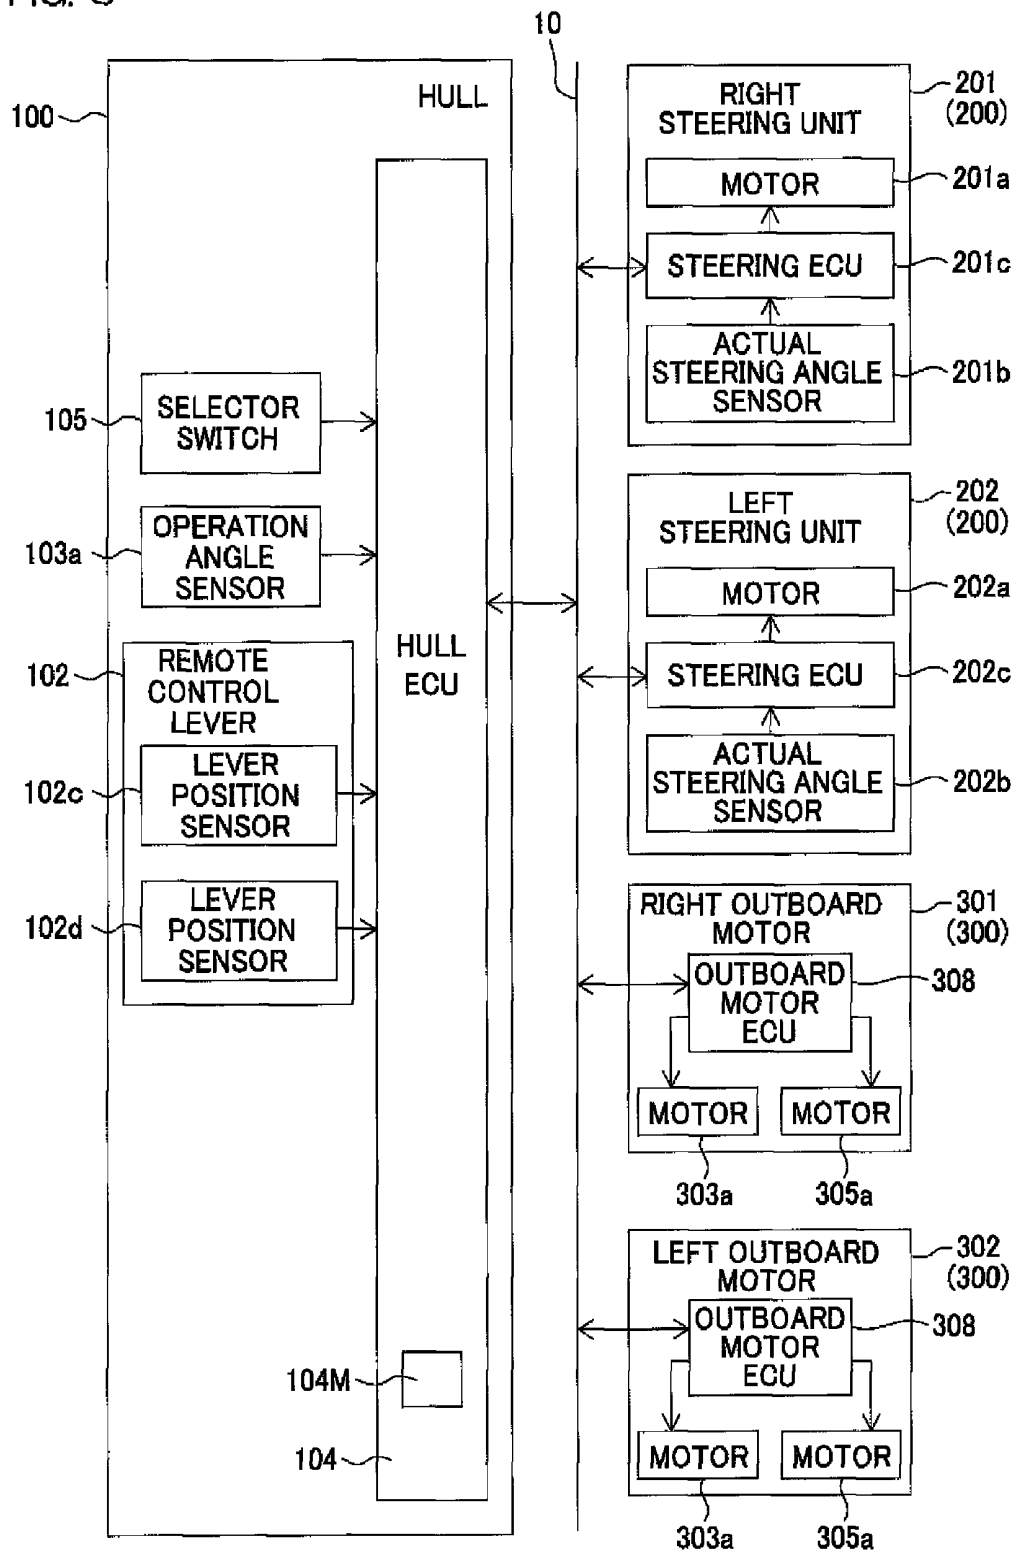 10
HULL
100
RIGHT
STEERING UNIT
201
(200)
MOTOR
201a
STEERING ECU
201c
ACTUAL
STEERING ANGLE
SENSOR
201b
105
SELECTOR
SWITCH
103a
OPERATION
ANGLE
SENSOR
HULL
ECU
102
REMOTE
CONTROL
LEVER
102c
LEVER
POSITION
SENSOR
102d
LEVER
POSITION
SENSOR
104M
104
LEFT
STEERING UNIT
202
(200)
MOTOR
202a
STEERING ECU
202c
ACTUAL
STEERING ANGLE
SENSOR
202b
RIGHT OUTBOARD
MOTOR
301
(300)
OUTBOARD
MOTOR
ECU
308
MOTOR
MOTOR
303a
305a
LEFT OUTBOARD
MOTOR
302
(300)
OUTBOARD
MOTOR
ECU
308
MOTOR
MOTOR
303a
305a